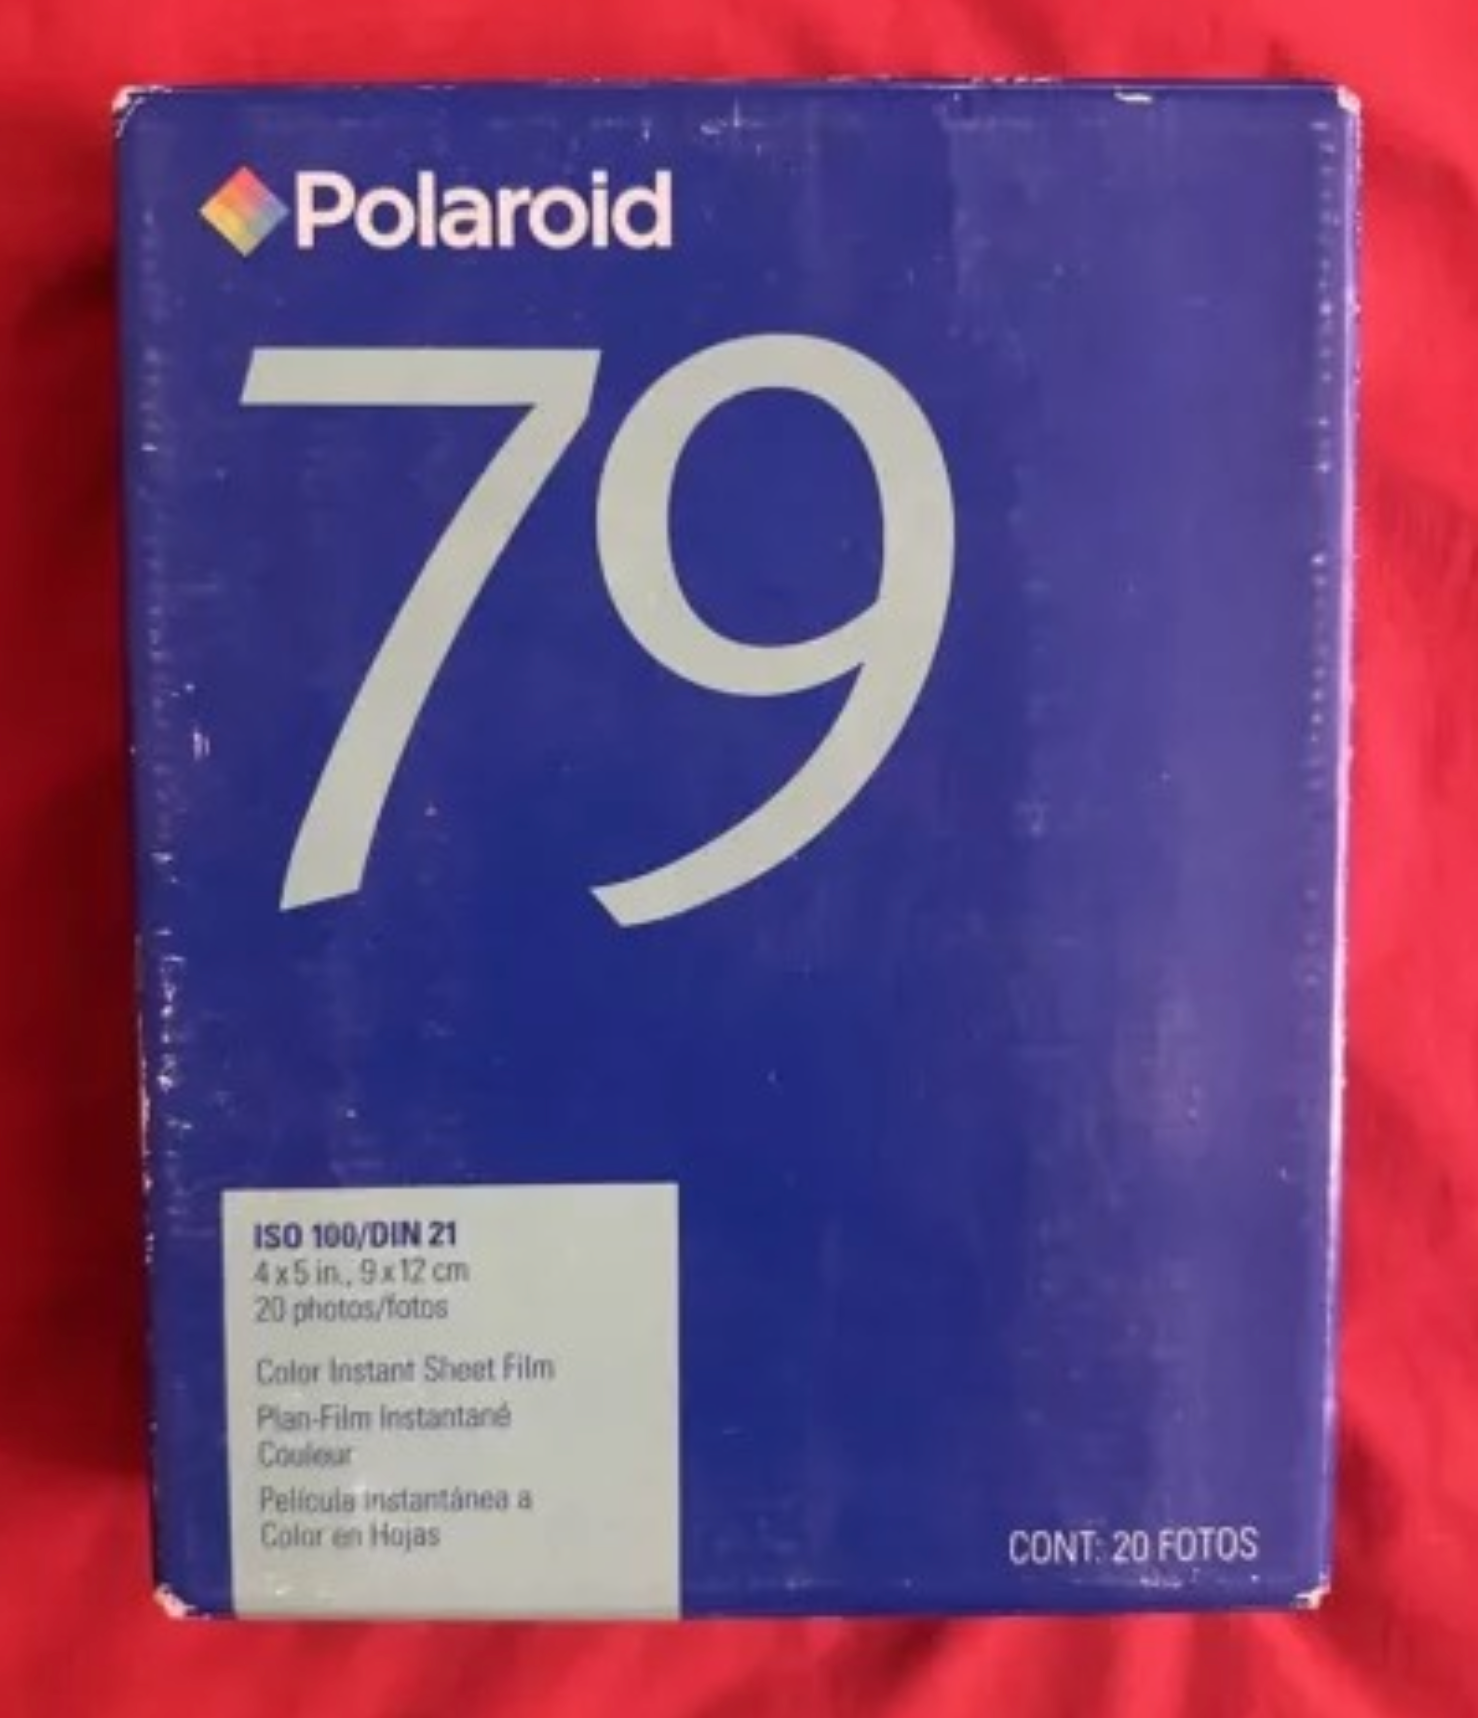 Polaroid
79
ISO 100/DIN 21
4 x 5 in., 9 x 12 cm
20 photos/fotos
Color Instant Sheet Film
Plan-Film Instantané
Couleur
Película instantánea a
Color en Hojas
CONT: 20 FOTOS